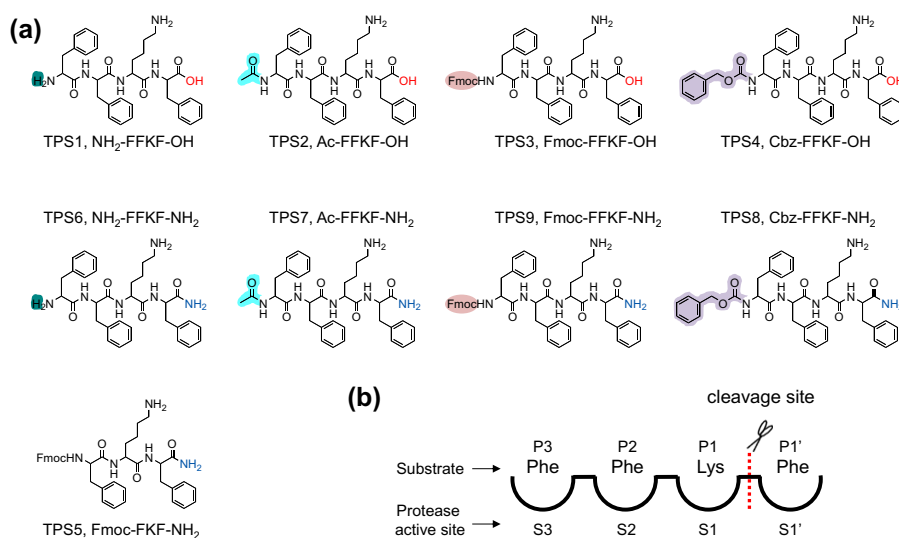 (a)
NH₂ NH₂ NH₂ NH₂
H₂N O H N O H N O OH N H O N H O
O N H O H N O H N O OH N H O N H O
FmocHN O H N O H N O OH N H O N H O
O O N H O H N O H N O OH N H O N H O
TPS1, NH₂-FFKF-OH TPS2, Ac-FFKF-OH TPS3, Fmoc-FFKF-OH TPS4, Cbz-FFKF-OH
TPS6, NH₂-FFKF-NH₂ TPS7, Ac-FFKF-NH₂ TPS9, Fmoc-FFKF-NH₂ TPS8, Cbz-FFKF-NH₂
NH₂ NH₂ NH₂ NH₂
H₂N O H N O H N O NH₂ N H O N H O
O N H O H N O H N O NH₂ N H O N H O
FmocHN O H N O H N O NH₂ N H O N H O
O O N H O H N O H N O N H O N H O
(b)
cleavage site
NH₂
FmocHN O N H O H N O NH₂
TPS5, Fmoc-FKF-NH₂
P3 P2 P1 P1'
Substrate Phe Phe Lys Phe
Protease
active site S3 S2 S1 S1'